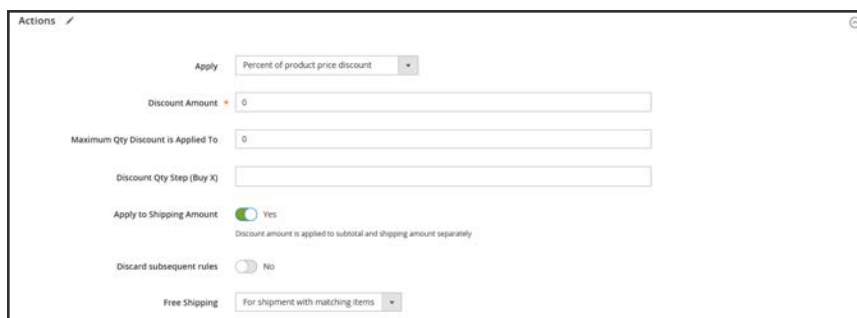 Actions
Apply Percent of product price discount
Discount Amount * 0
Maximum Qty Discount is Applied To 0
Discount Qty Step (Buy X)
Apply to Shipping Amount Yes
Discount amount is applied to subtotal and shipping amount separately
Discard subsequent rules No
Free Shipping For shipment with matching items